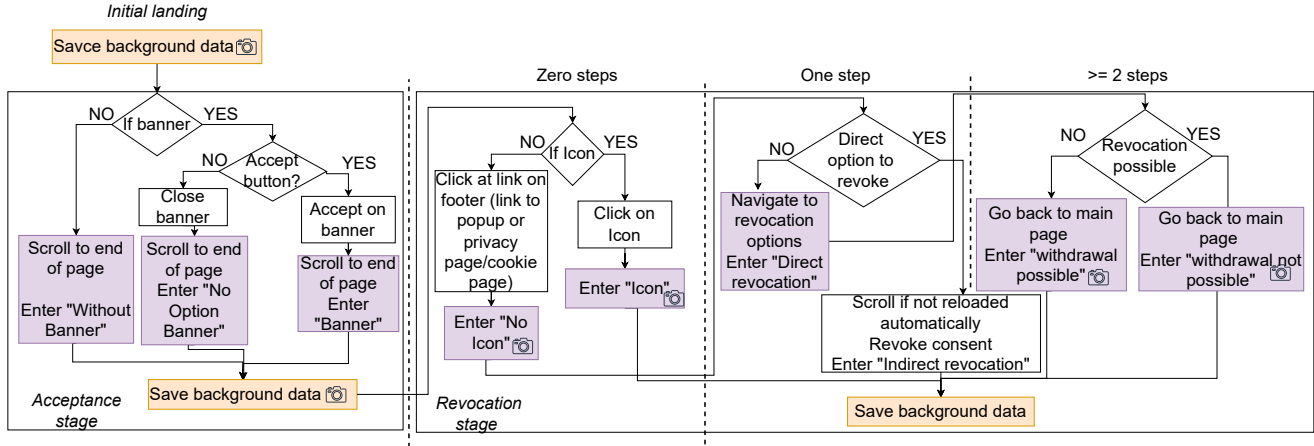 Initial landing
Savce background data
Zero steps
One step
>= 2 steps
NO
If banner
YES
NO
Accept
button?
YES
Close
banner
Accept on
banner
Scroll to end
of page
Enter "Without
Banner"
Scroll to end
of page
Enter "No
Option
Banner"
Scroll to end
of page
Enter
"Banner"
Save background data
Acceptance
stage
NO
If Icon
YES
Click at link on
footer (link to
popup or
privacy
page/cookie
page)
Click on
Icon
Enter "Icon"
Enter "No
Icon"
Revocation
stage
NO
Direct
option to
revoke
YES
Navigate to
revocation
options
Enter "Direct
revocation"
Scroll if not reloaded
automatically
Revoke consent
Enter "Indirect revocation"
NO
Revocation
possible
YES
Go back to main
page
Enter "withdrawal
possible"
Go back to main
page
Enter "withdrawal not
possible"
Save background data